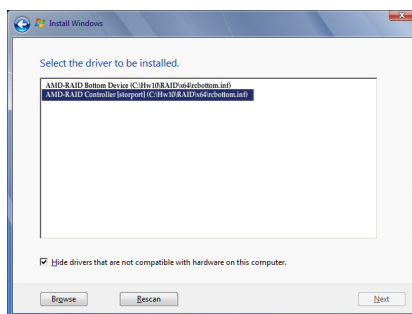 Install Windows
Select the driver to be installed.
AMD-RAID Bottom Device (C:\Hw10\RAID\x64\rcbottom.inf)
AMD-RAID Controller [storport] (C:\Hw10\RAID\x64\rcbottom.inf)
Hide drivers that are not compatible with hardware on this computer.
Browse Rescan Next